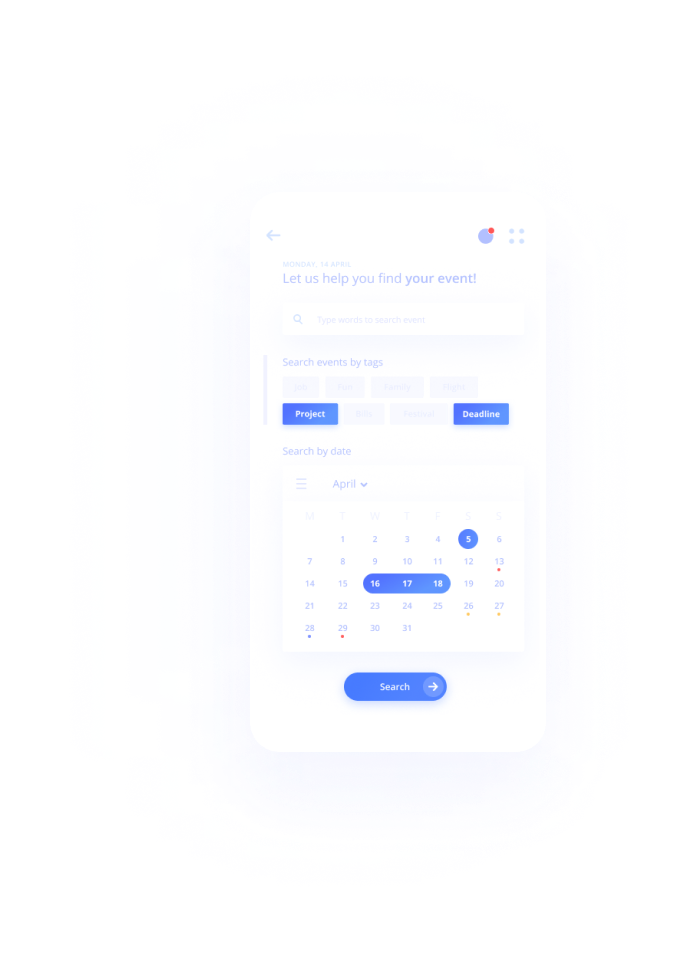 MONDAY, 14 APRIL
Let us help you find your event!
Type words to search event
Search events by tags
Job Fun Family Flight
Project Bills Deadline
Search by date
April
M T W T F S S
1 2 3 4 5 6
7 8 9 10 11 12 13
14 15 16 17 18 19 20
21 22 23 24 25 26 27
28 29 30 31
Search